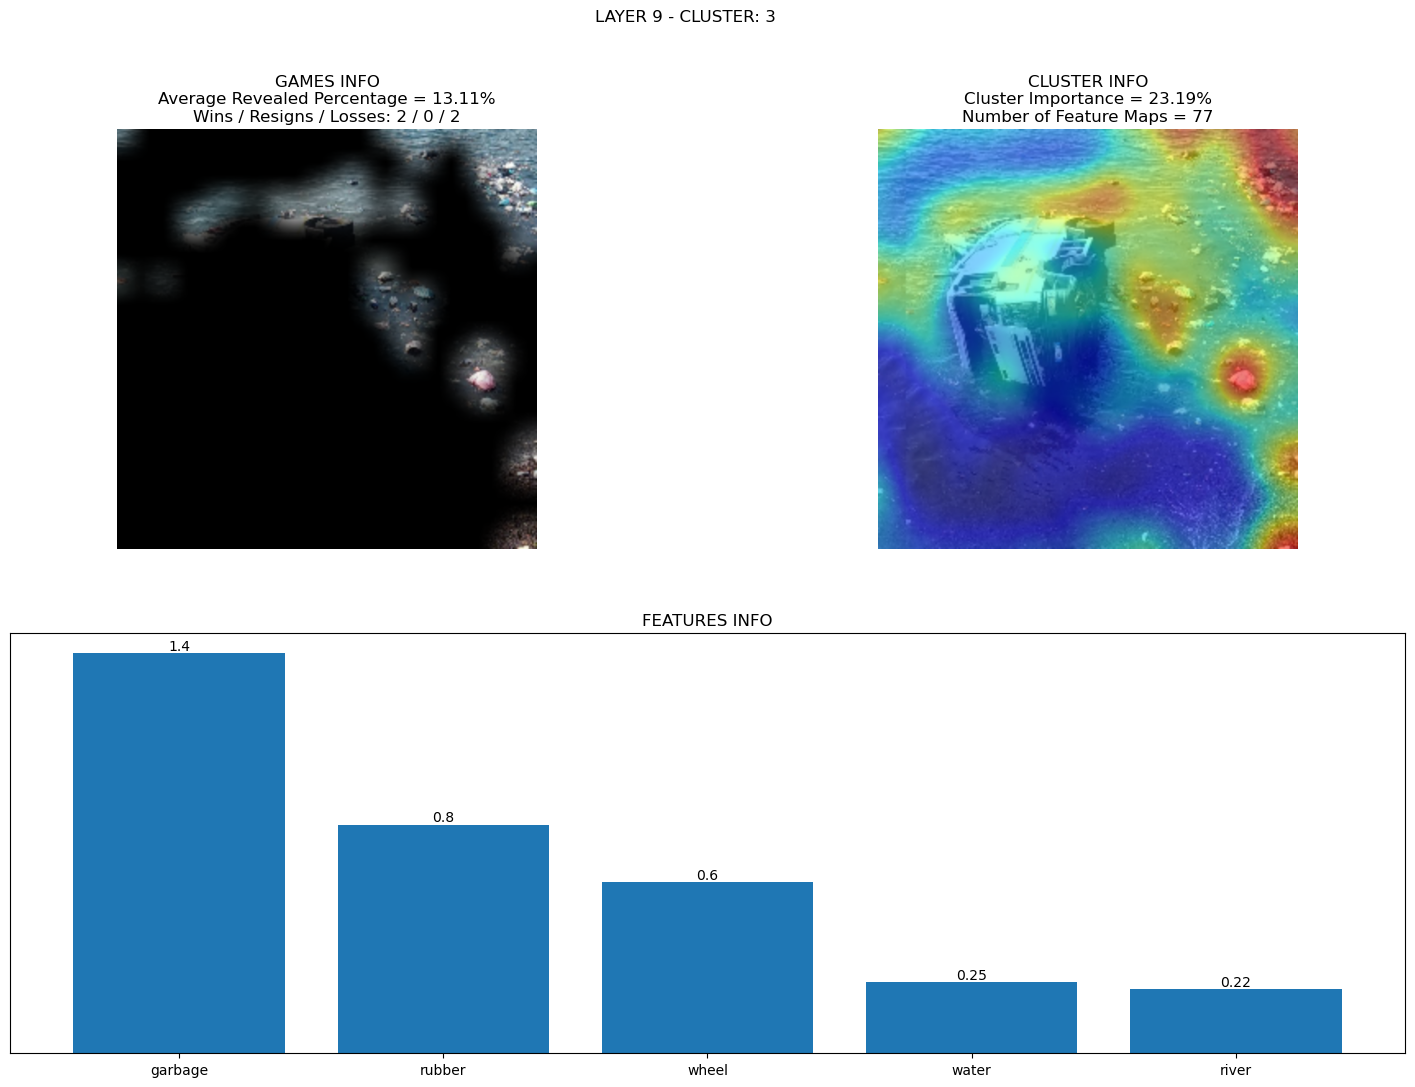 LAYER 9 - CLUSTER: 3
GAMES INFO
Average Revealed Percentage = 13.11%
Wins / Resigns / Losses: 2 / 0 / 2
CLUSTER INFO
Cluster Importance = 23.19%
Number of Feature Maps = 77
FEATURES INFO
1.4
0.8
0.6
0.25
0.22
garbage
rubber
wheel
water
river